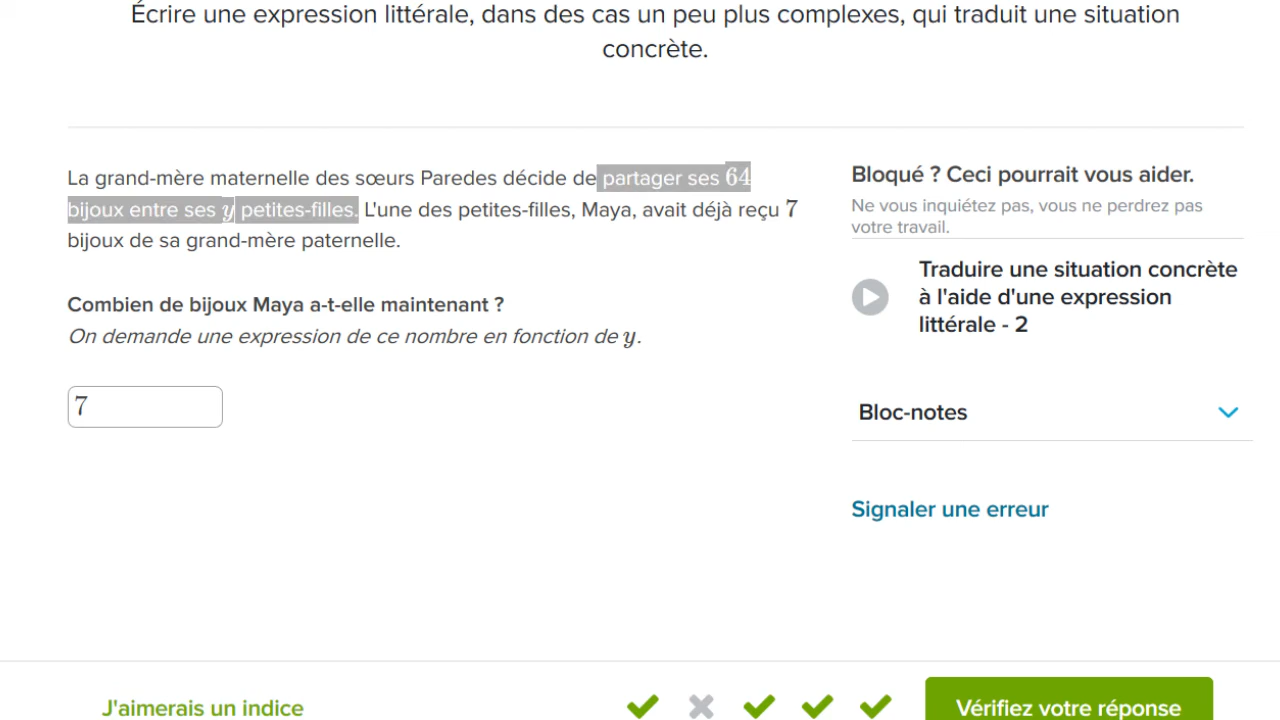 Écrire une expression littérale, dans des cas un peu plus complexes, qui traduit une situation
concrète.
La grand-mère maternelle des sœurs Paredes décide de partager ses 64
bijoux entre ses y petites-filles. L'une des petites-filles, Maya, avait déjà reçu 7
bijoux de sa grand-mère paternelle.
Combien de bijoux Maya a-t-elle maintenant ?
On demande une expression de ce nombre en fonction de y.
7
Bloqué ? Ceci pourrait vous aider.
Ne vous inquiétez pas, vous ne perdrez pas
votre travail.
Traduire une situation concrète
à l'aide d'une expression
littérale - 2
Bloc-notes
Signaler une erreur
J'aimerais un indice
Vérifiez votre réponse